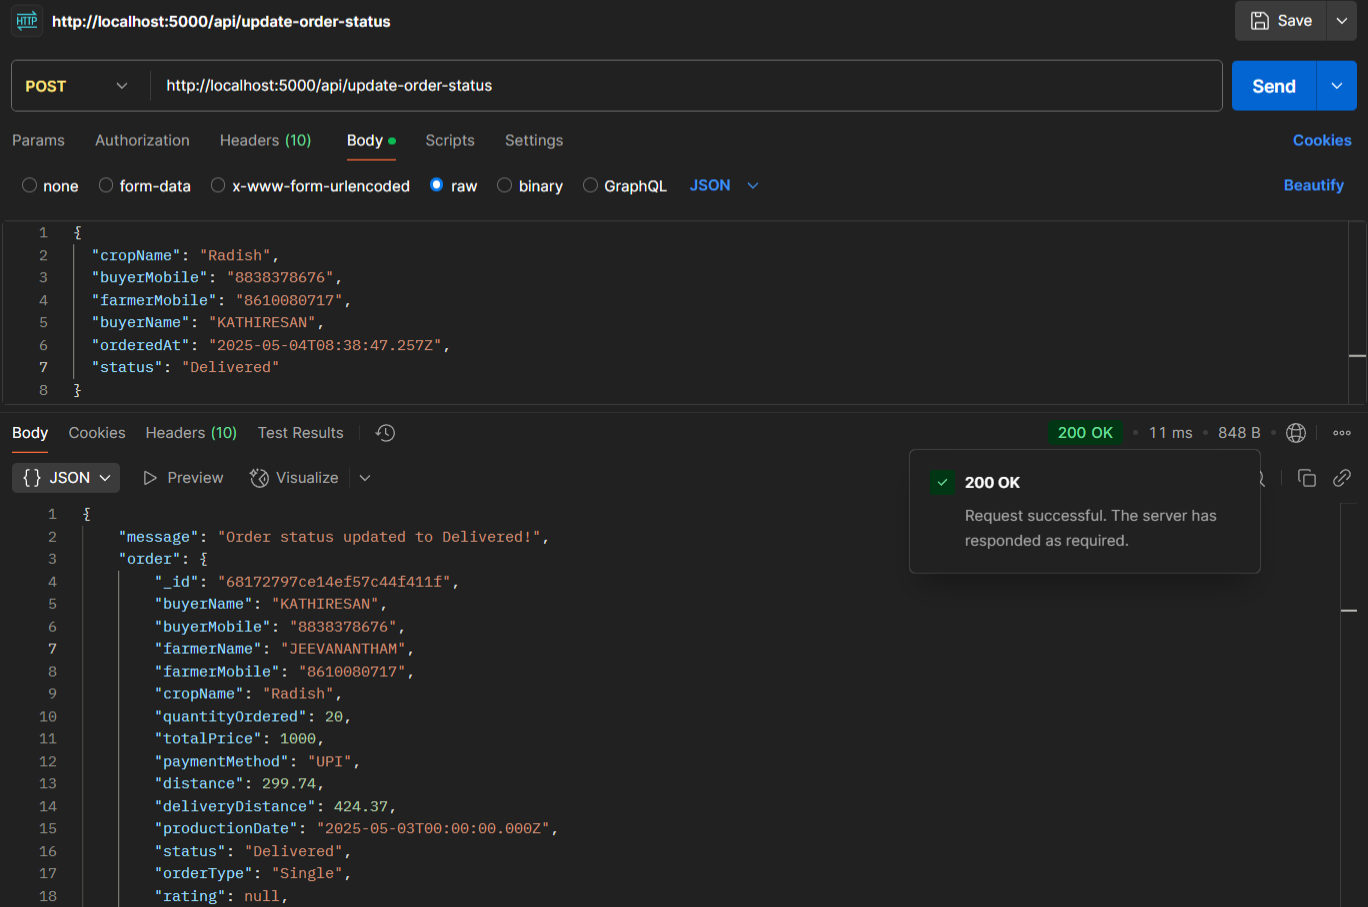 HTTP http://localhost:5000/api/update-order-status Save
POST http://localhost:5000/api/update-order-status Send
Params Authorization Headers (10) Body Scripts Settings Cookies
none form-data x-www-form-urlencoded raw binary GraphQL JSON Beautify
1 {
2 "cropName": "Radish",
3 "buyerMobile": "8838378676",
4 "farmerMobile": "8610080717",
5 "buyerName": "KATHIRESAN",
6 "orderedAt": "2025-05-04T08:38:47.257Z",
7 "status": "Delivered"
8 }
Body Cookies Headers (10) Test Results 200 OK • 11 ms • 848 B •
{} JSON Preview Visualize
200 OK
Request successful. The server has
responded as required.
1 {
2 "message": "Order status updated to Delivered!",
3 "order": {
4 "_id": "68172797ce14ef57c44f411f",
5 "buyerName": "KATHIRESAN",
6 "buyerMobile": "8838378676",
7 "farmerName": "JEEVANANTHAM",
8 "farmerMobile": "8610080717",
9 "cropName": "Radish",
10 "quantityOrdered": 20,
11 "totalPrice": 1000,
12 "paymentMethod": "UPI",
13 "distance": 299.74,
14 "deliveryDistance": 424.37,
15 "productionDate": "2025-05-03T00:00:00.000Z",
16 "status": "Delivered",
17 "orderType": "Single",
18 "rating": null,